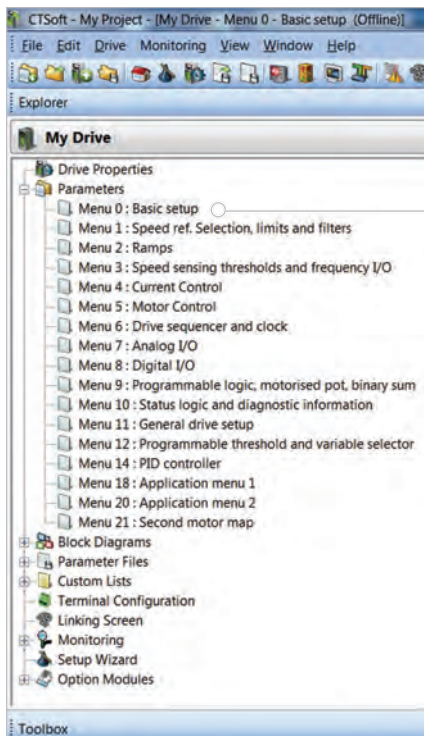 CTSoft - My Project - [My Drive - Menu 0 - Basic setup (Offline)]
File Edit Drive Monitoring View Window Help
Explorer
My Drive
Drive Properties
Parameters
Menu 0 : Basic setup
Menu 1 : Speed ref. Selection, limits and filters
Menu 2 : Ramps
Menu 3 : Speed sensing thresholds and frequency I/O
Menu 4 : Current Control
Menu 5 : Motor Control
Menu 6 : Drive sequencer and clock
Menu 7 : Analog I/O
Menu 8 : Digital I/O
Menu 9 : Programmable logic, motorised pot, binary sum
Menu 10 : Status logic and diagnostic information
Menu 11 : General drive setup
Menu 12 : Programmable threshold and variable selector
Menu 14 : PID controller
Menu 18 : Application menu 1
Menu 20 : Application menu 2
Menu 21 : Second motor map
Block Diagrams
Parameter Files
Custom Lists
Terminal Configuration
Linking Screen
Monitoring
Setup Wizard
Option Modules
Toolbox